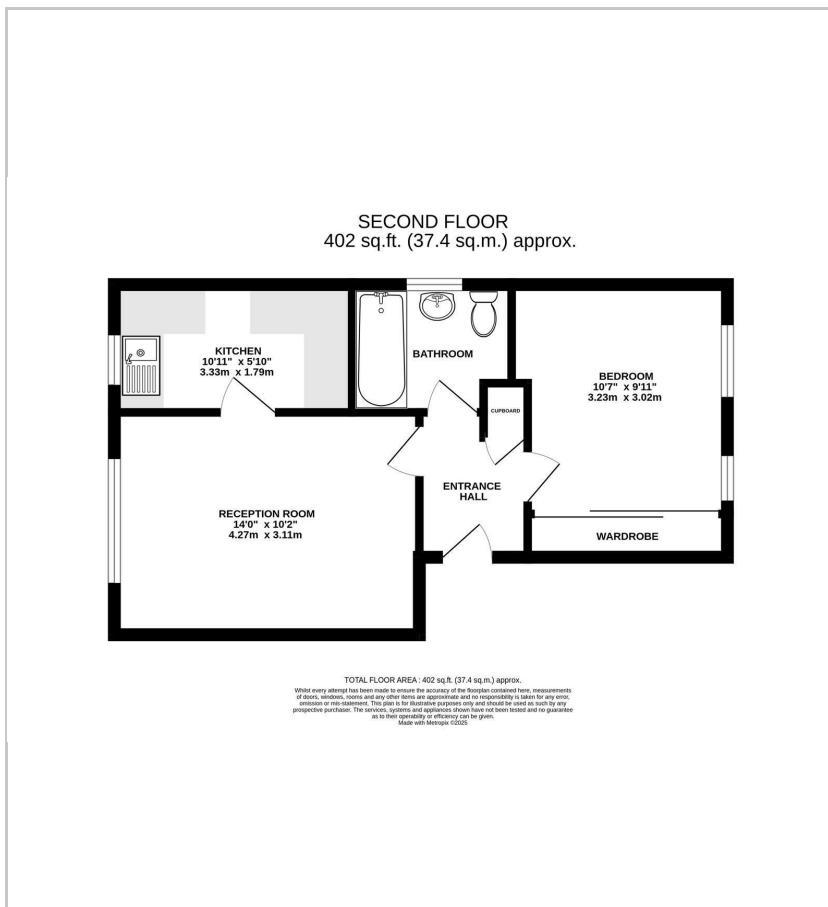 SECOND FLOOR
402 sq.ft. (37.4 sq.m.) approx.
KITCHEN
10'11" x 5'10"
3.33m x 1.79m
BATHROOM
BEDROOM
10'7" x 9'11"
3.23m x 3.02m
CUPBOARD
ENTRANCE
HALL
RECEPTION ROOM
14'0" x 10'2"
4.27m x 3.11m
WARDROBE
TOTAL FLOOR AREA : 402 sq.ft. (37.4 sq.m.) approx.
Whilst every attempt has been made to ensure the accuracy of the floorplan contained here, measurements
of doors, windows, rooms and any other items are approximate and no responsibility is taken for any error,
omission or mis-statement. This plan is for illustrative purposes only and should be used as such by any
prospective purchaser. The services, systems and appliances shown have not been tested and no guarantee
as to their operability or efficiency can be given.
Made with Metropix ©2025